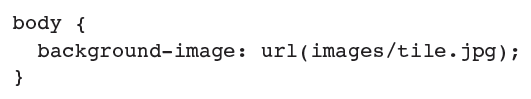 body {
  background-image: url(images/tile.jpg);
}